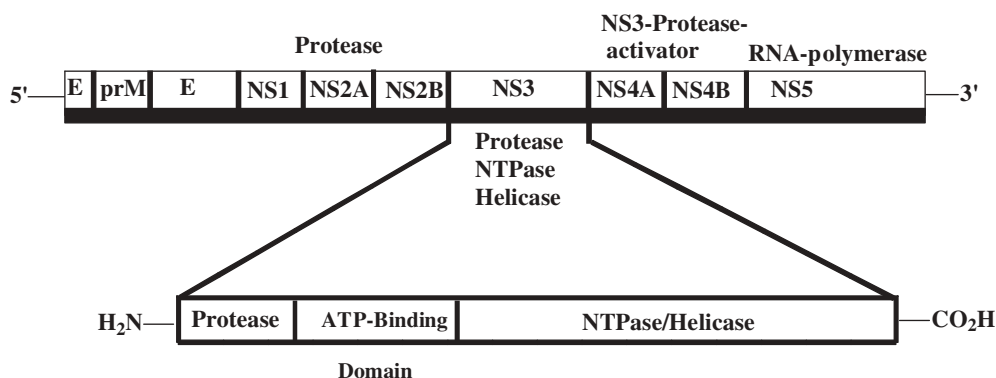 NS3-Protease-
activator
Protease
RNA-polymerase
5' E prM E NS1 NS2A NS2B NS3 NS4A NS4B NS5 3'
Protease
NTPase
Helicase
H₂N Protease ATP-Binding NTPase/Helicase CO₂H
Domain